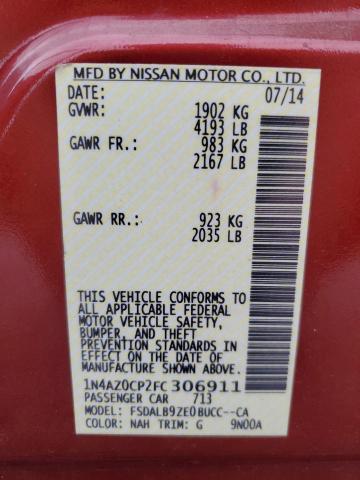 MFD BY NISSAN MOTOR CO., LTD.
DATE: 07/14
GVWR: 1902 KG
4193 LB
GAWR FR.: 983 KG
2167 LB
GAWR RR.: 923 KG
2035 LB
THIS VEHICLE CONFORMS TO
ALL APPLICABLE FEDERAL
MOTOR VEHICLE SAFETY,
BUMPER, AND THEFT
PREVENTION STANDARDS
IN EFFECT ON THE DATE OF
MANUFACTURE SHOWN ABOVE.
1N4AZ0CP2FC306911
PASSENGER CAR 713
MODEL: FSDALB9ZE0BUCC--CA
COLOR: NAH TRIM: G 9N00A